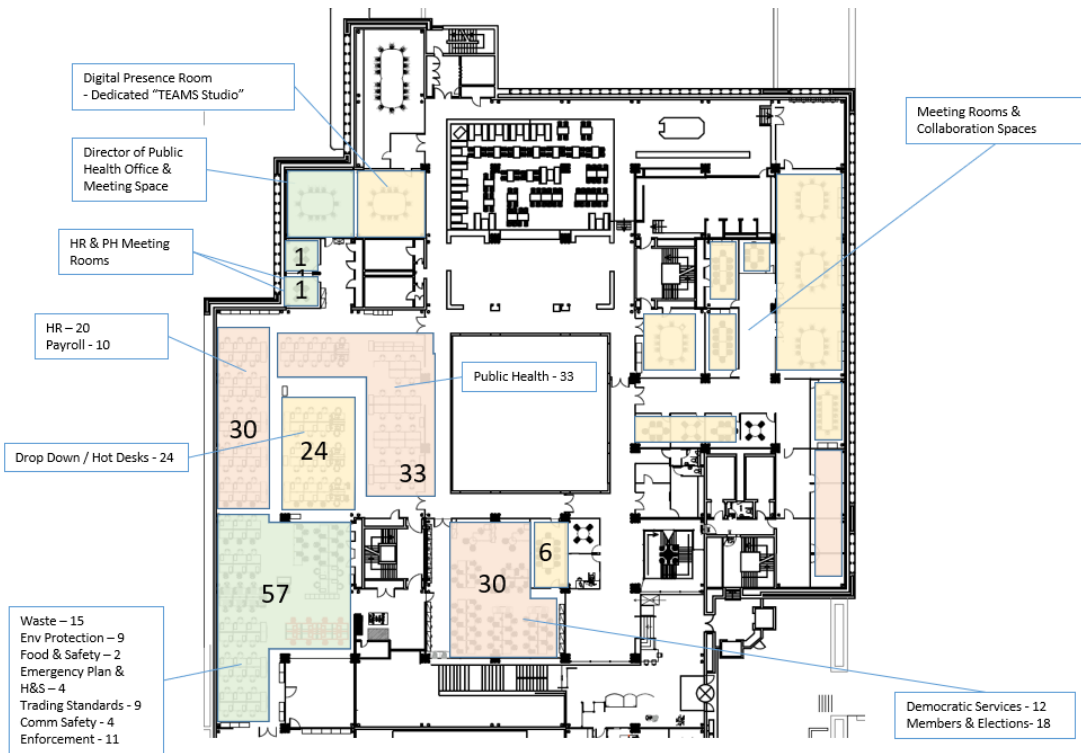 Digital Presence Room
- Dedicated “TEAMS Studio”
Director of Public
Health Office &
Meeting Space
HR & PH Meeting
Rooms
HR – 20
Payroll - 10
Drop Down / Hot Desks - 24
Waste – 15
Env Protection – 9
Food & Safety – 2
Emergency Plan &
H&S – 4
Trading Standards – 9
Comm Safety – 4
Enforcement - 11
1
1
30
24
33
Public Health - 33
57
30
6
Meeting Rooms &
Collaboration Spaces
Democratic Services - 12
Members & Elections- 18